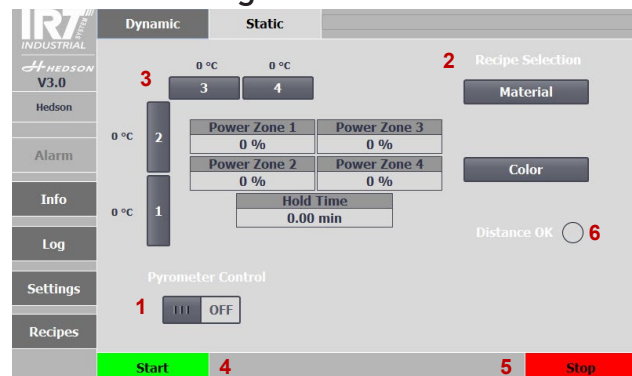 IRT SYSTEM
INDUSTRIAL
HEDSON
V3.0
Hedson
Alarm
Info
Log
Settings
Recipes
Dynamic Static
0 °C 0 °C
3
3 4
0 °C 2
0 °C 1
Power Zone 1 Power Zone 3
0 % 0 %
Power Zone 2 Power Zone 4
0 % 0 %
Hold Time
0.00 min
2 Recipe Selection
Material
Color
Distance OK 6
Pyrometer Control
1 OFF
Start 4 5 Stop